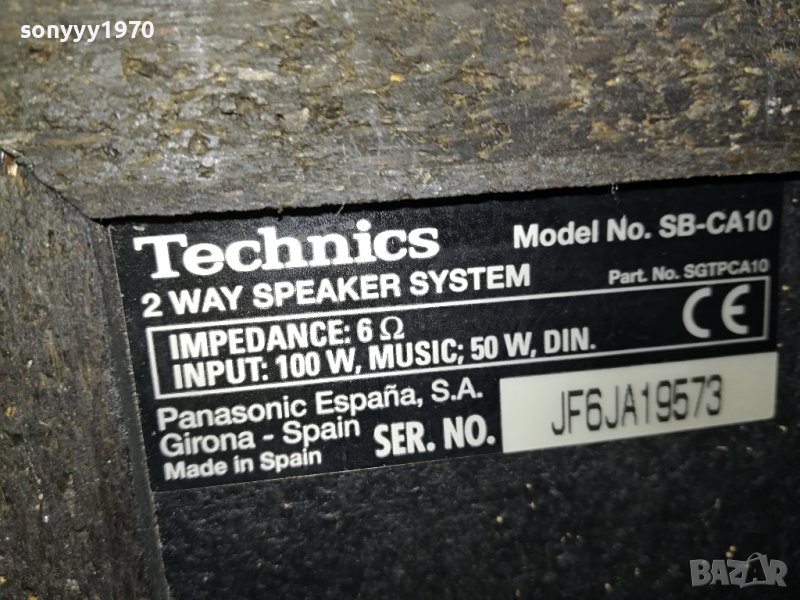 sonyyy1970
Technics Model No. SB-CA10
2 WAY SPEAKER SYSTEM Part. No. SGTPCA10
IMPEDANCE: 6 Ω
INPUT: 100 W, MUSIC; 50 W, DIN.
CE
Panasonic España, S.A.
Girona - Spain
Made in Spain
SER. NO. JF6JA19573
BAZAR